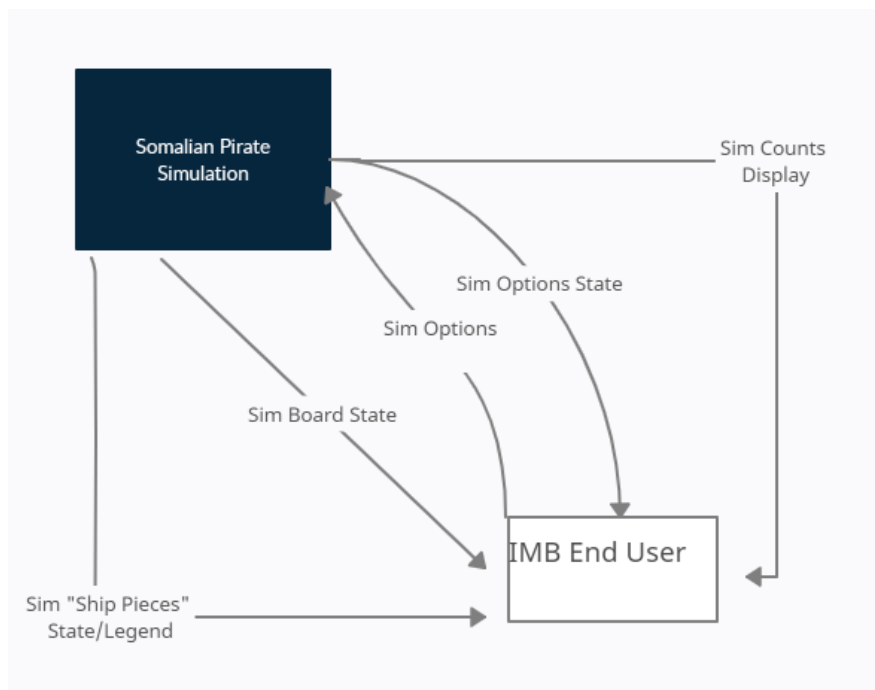 Somalian Pirate
Simulation
Sim Counts
Display
Sim Options State
Sim Options
Sim Board State
IMB End User
Sim "Ship Pieces"
State/Legend